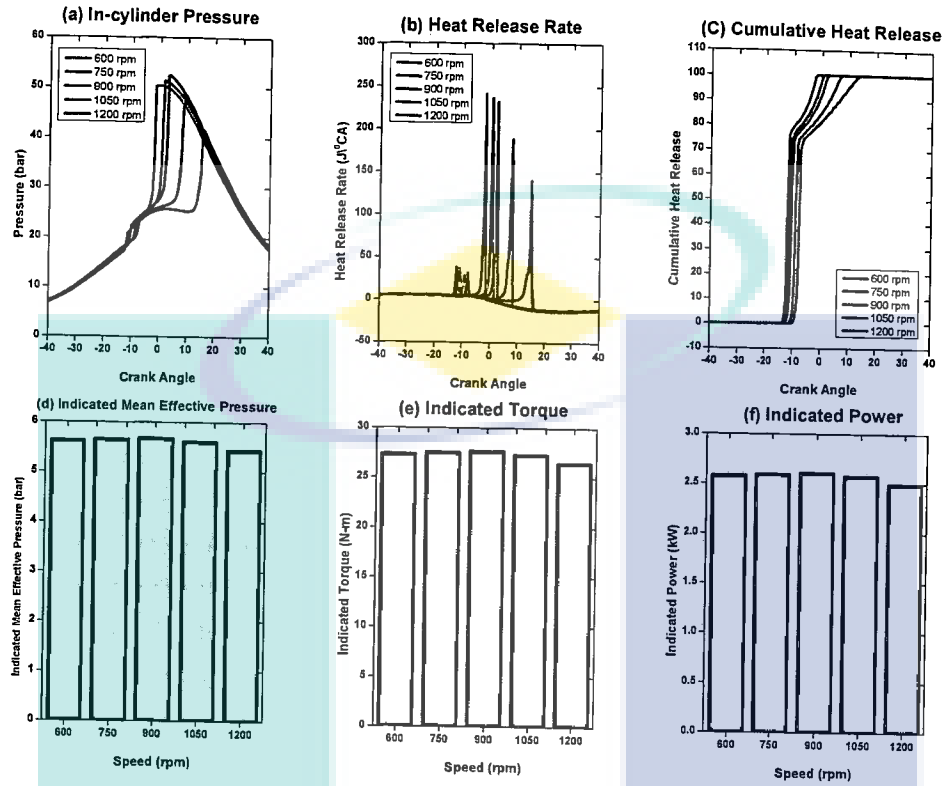 (a) In-cylinder Pressure
60
50
40
30
20
10
0
Pressure (bar)
600 rpm
750 rpm
900 rpm
1050 rpm
1200 rpm
-40 -30 -20 -10 0 10 20 30 40
Crank Angle
(b) Heat Release Rate
300
250
200
150
100
50
0
-50
Heat Release Rate (J\⁰CA)
600 rpm
750 rpm
900 rpm
1050 rpm
1200 rpm
-40 -30 -20 -10 0 10 20 30 40
Crank Angle
(C) Cumulative Heat Release
110
100
90
80
70
60
50
40
30
20
10
0
-10
Cumulative Heat Release
600 rpm
750 rpm
900 rpm
1050 rpm
1200 rpm
-40 -30 -20 -10 0 10 20 30 40
Crank Angle
(d) Indicated Mean Effective Pressure
6
5
4
3
2
1
0
Indicated Mean Effective Pressure (bar)
600 750 900 1050 1200
Speed (rpm)
(e) Indicated Torque
30
25
20
15
10
5
0
Indicated Torque (N-m)
600 750 900 1050 1200
Speed (rpm)
(f) Indicated Power
3.0
2.5
2.0
1.5
1.0
0.5
0.0
Indicated Power (kW)
600 750 900 1050 1200
Speed (rpm)